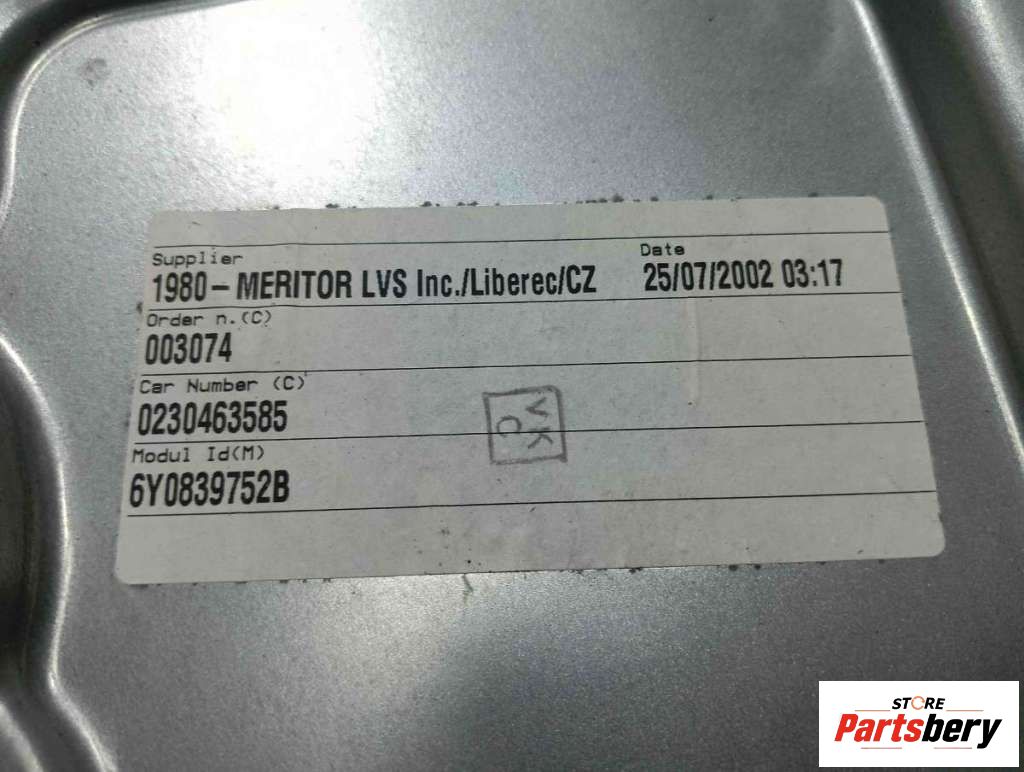 Supplier
1980-MERITOR LVS Inc./Liberec/CZ
Date
25/07/2002 03:17
Order n.(C)
003074
Car Number (C)
0230463585
Modul Id(M)
6Y0839752B
VK
C
STORE
Partsbery